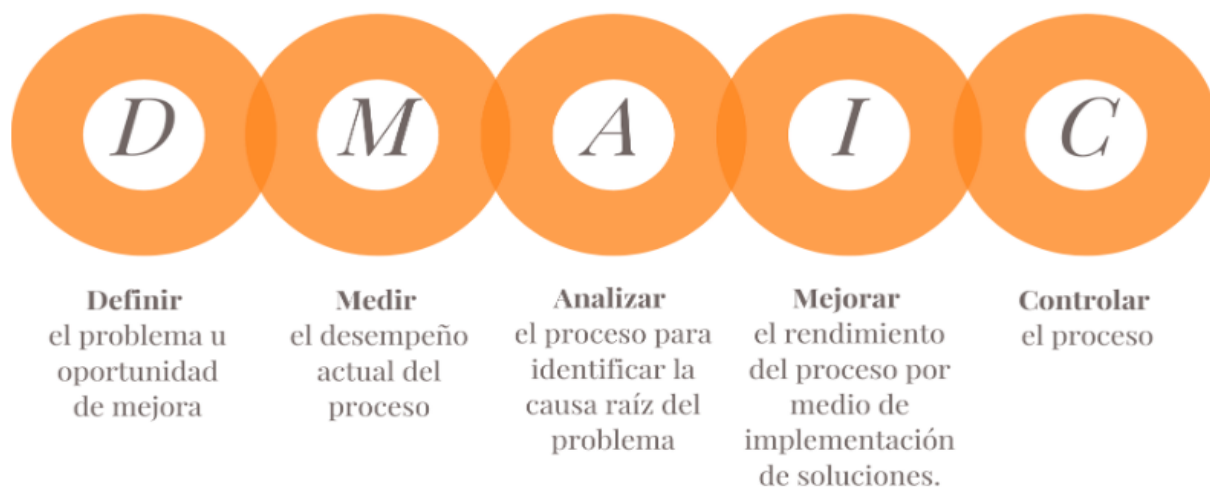 D
M
A
I
C
Definir
el problema u
oportunidad
de mejora
Medir
el desempeño
actual del
proceso
Analizar
el proceso para
identificar la
causa raíz del
problema
Mejorar
el rendimiento
del proceso por
medio de
implementación
de soluciones.
Controlar
el proceso